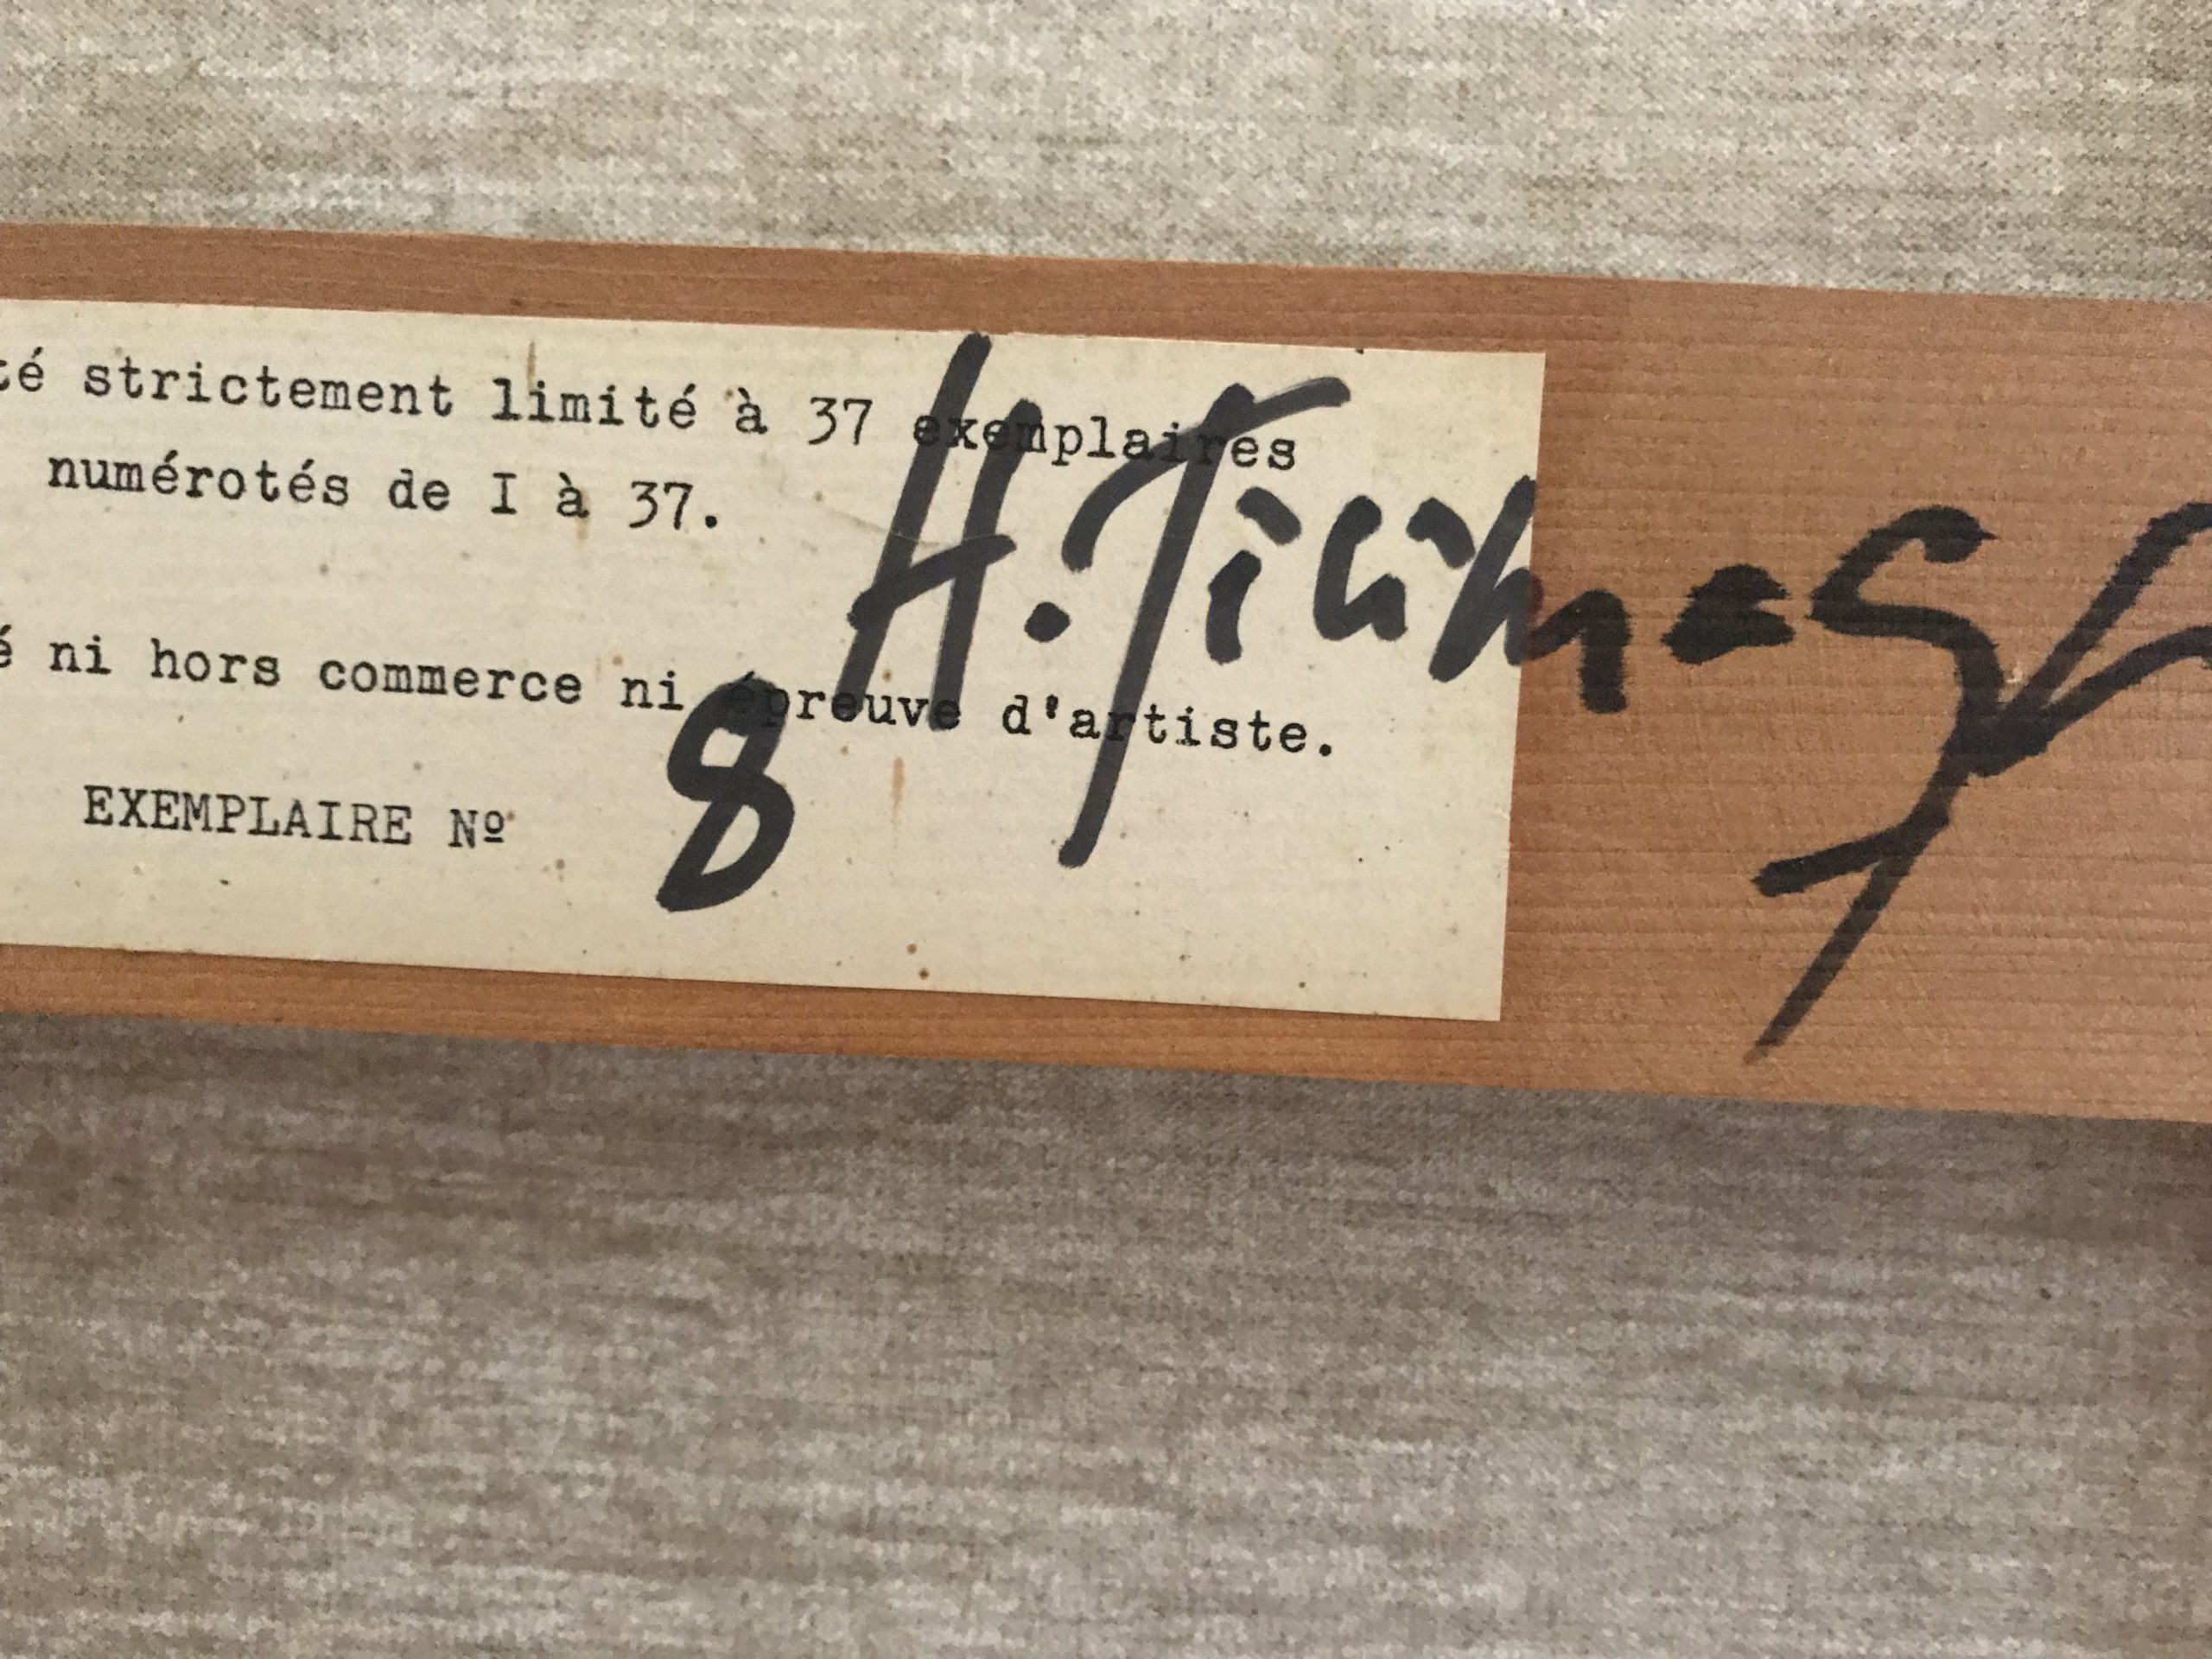 té strictement limité à 37 exemplaires
numérotés de I à 37.
é ni hors commerce ni épreuve d'artiste.
EXEMPLAIRE Nº 8
H.